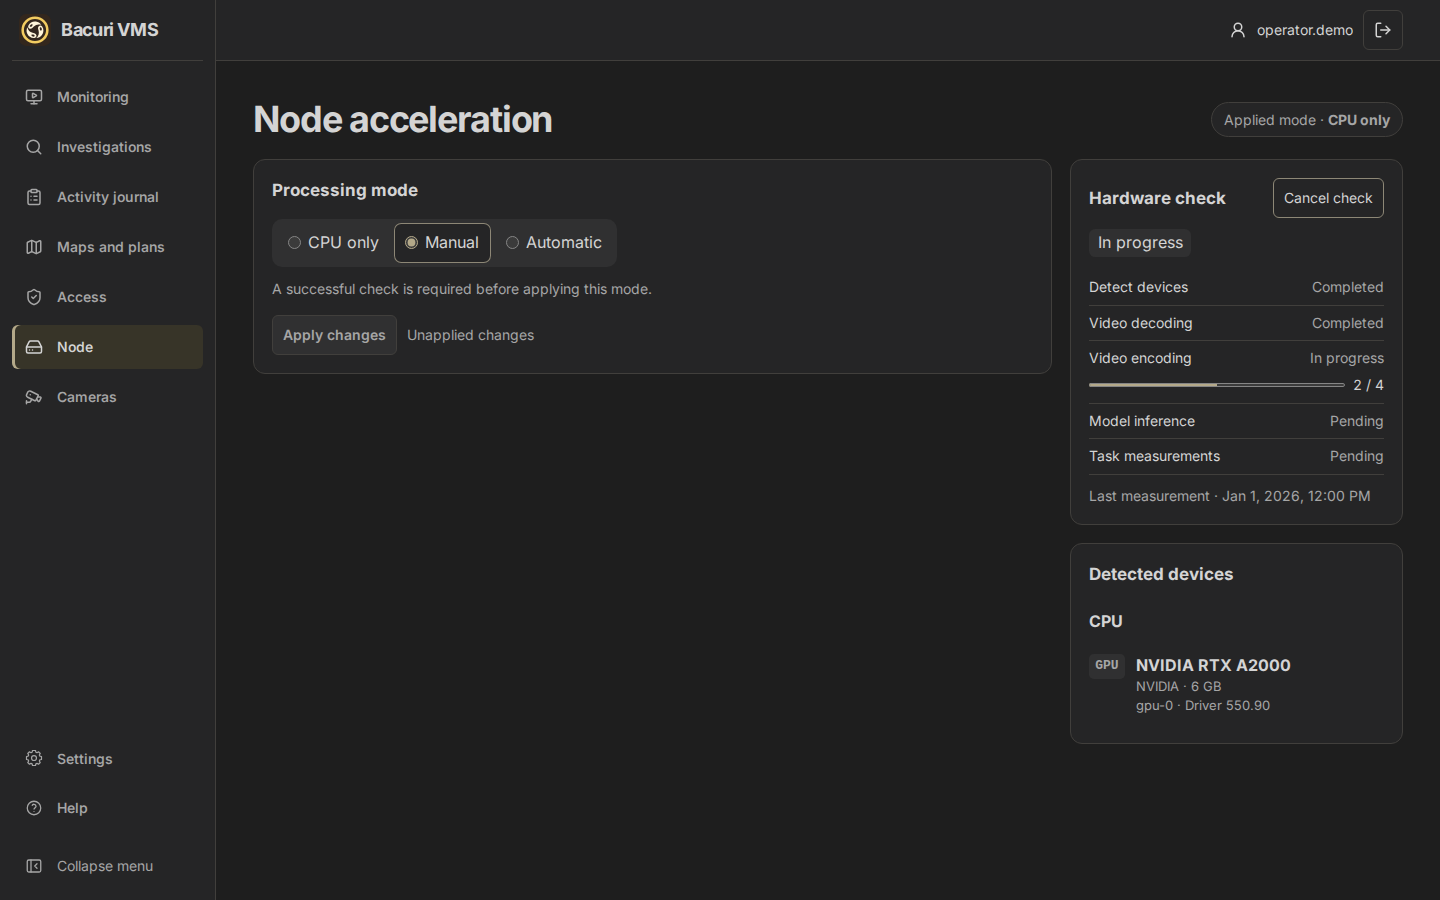 Bacuri VMS
operator.demo
Monitoring
Investigations
Activity journal
Maps and plans
Access
Node
Cameras
Settings
Help
Collapse menu
Node acceleration
Applied mode · CPU only
Processing mode
CPU only
Manual
Automatic
A successful check is required before applying this mode.
Apply changes
Unapplied changes
Hardware check
Cancel check
In progress
Detect devices Completed
Video decoding Completed
Video encoding In progress
2 / 4
Model inference Pending
Task measurements Pending
Last measurement · Jan 1, 2026, 12:00 PM
Detected devices
CPU
GPU NVIDIA RTX A2000
NVIDIA · 6 GB
gpu-0 · Driver 550.90